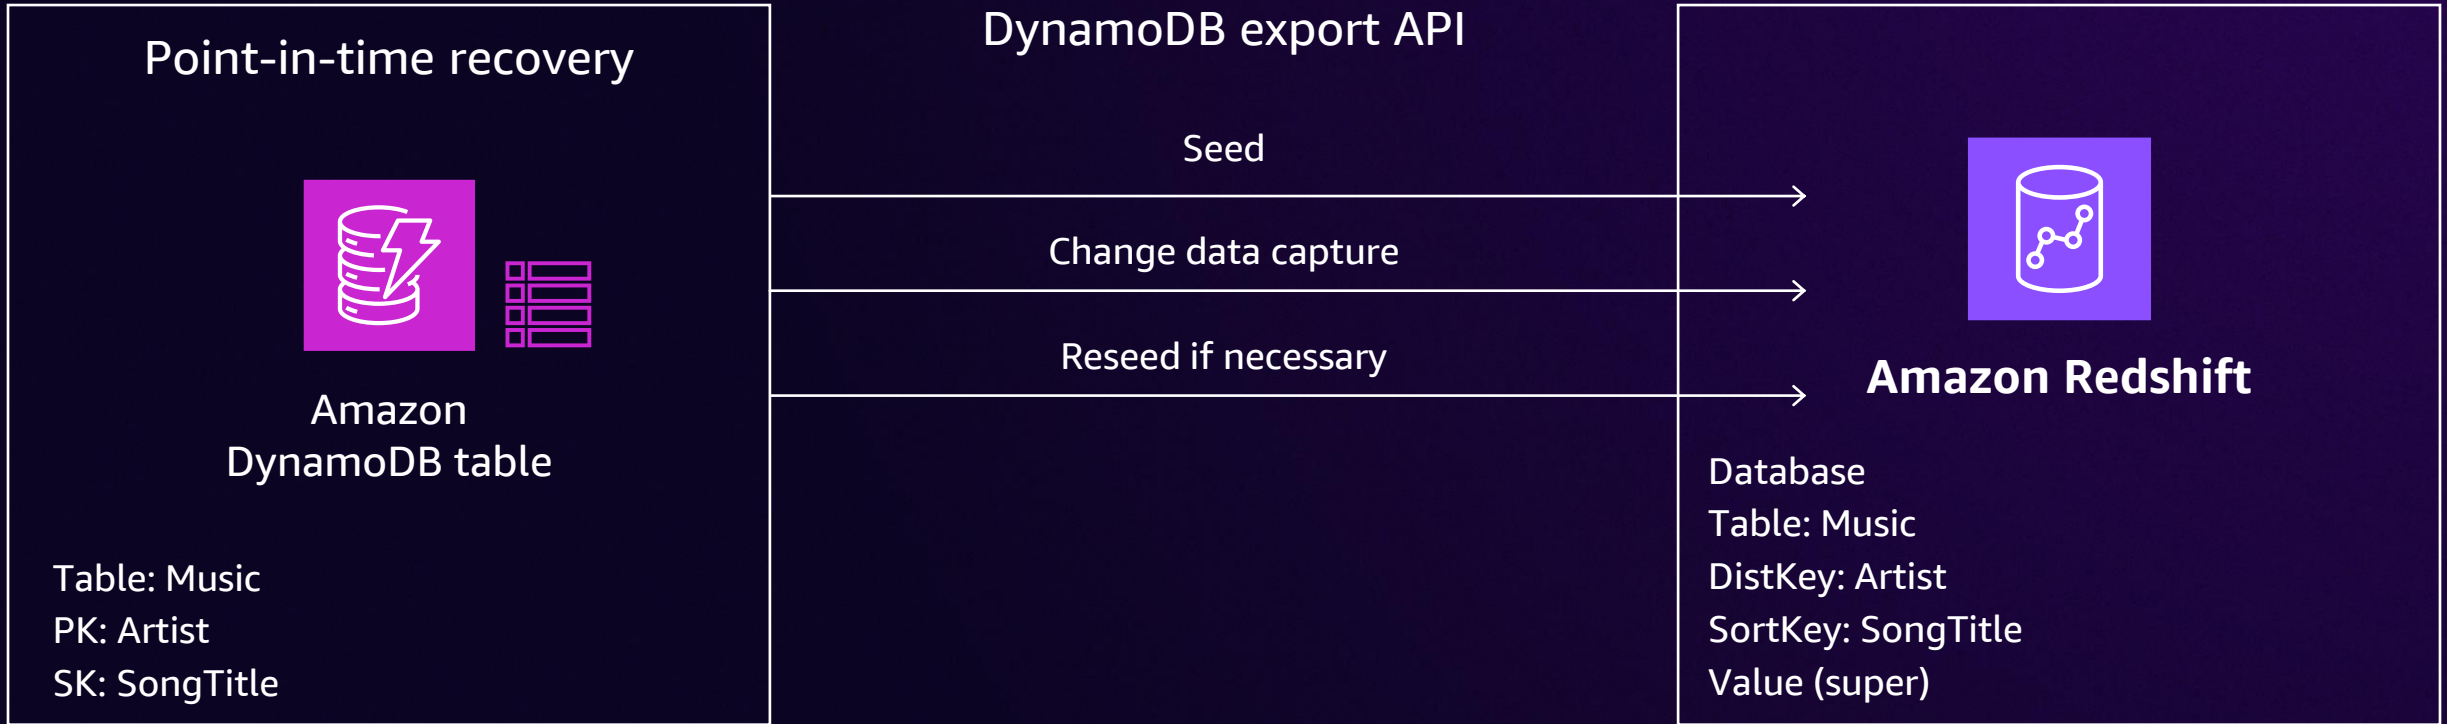 Point-in-time recovery
Amazon
DynamoDB table
Table: Music
PK: Artist
SK: SongTitle
DynamoDB export API
Seed
Change data capture
Reseed if necessary
Amazon Redshift
Database
Table: Music
DistKey: Artist
SortKey: SongTitle
Value (super)